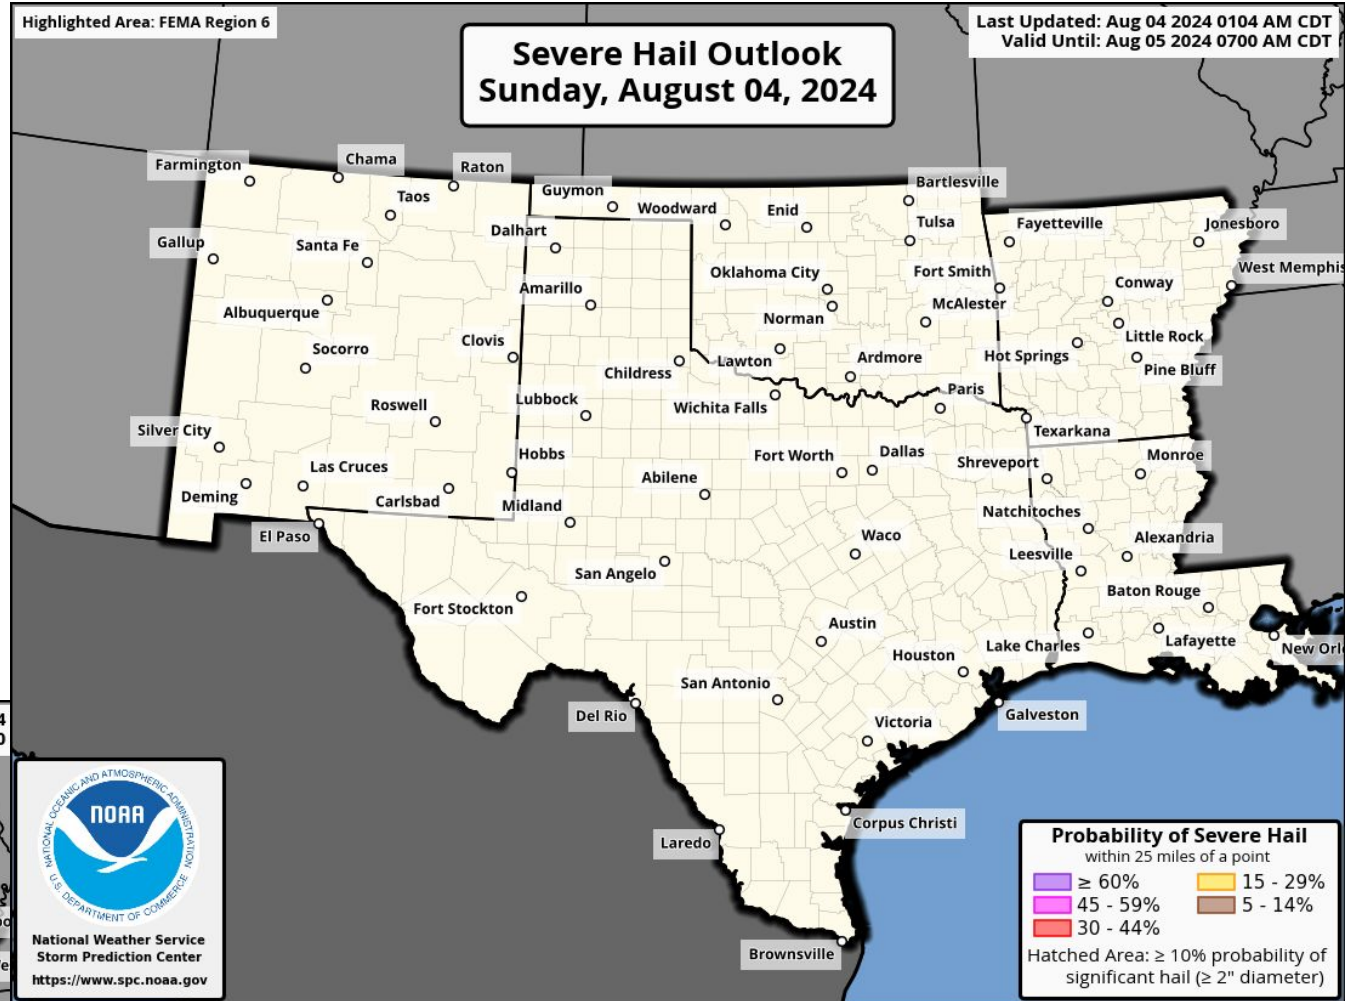 Highlighted Area: FEMA Region 6
Last Updated: Aug 04 2024 0104 AM CDT
Valid Until: Aug 05 2024 0700 AM CDT
Severe Hail Outlook
Sunday, August 04, 2024
Farmington
Chama
Raton
Taos
Guymon
Woodward
Enid
Bartlesville
Tulsa
Fayetteville
Jonesboro
Gallup
Santa Fe
Dalhart
Amarillo
Oklahoma City
Fort Smith
West Memphis
Conway
Albuquerque
Norman
McAlester
Little Rock
Socorro
Clovis
Childress
Lawton
Ardmore
Hot Springs
Pine Bluff
Roswell
Lubbock
Wichita Falls
Paris
Texarkana
Silver City
Las Cruces
Hobbs
Abilene
Fort Worth
Dallas
Shreveport
Monroe
Deming
Carlsbad
Midland
Natchitoches
El Paso
Waco
Alexandria
San Angelo
Leesville
Fort Stockton
Baton Rouge
Austin
Lake Charles
Lafayette
New Orl
Houston
San Antonio
Del Rio
Victoria
Galveston
Laredo
Corpus Christi
Brownsville
4
0
NATIONAL OCEANIC AND ATMOSPHERIC ADMINISTRATION
NOAA
U.S. DEPARTMENT OF COMMERCE
National Weather Service
Storm Prediction Center
https://www.spc.noaa.gov
Probability of Severe Hail
within 25 miles of a point
≥ 60%
15 - 29%
45 - 59%
5 - 14%
30 - 44%
Hatched Area: ≥ 10% probability of
significant hail (≥ 2" diameter)